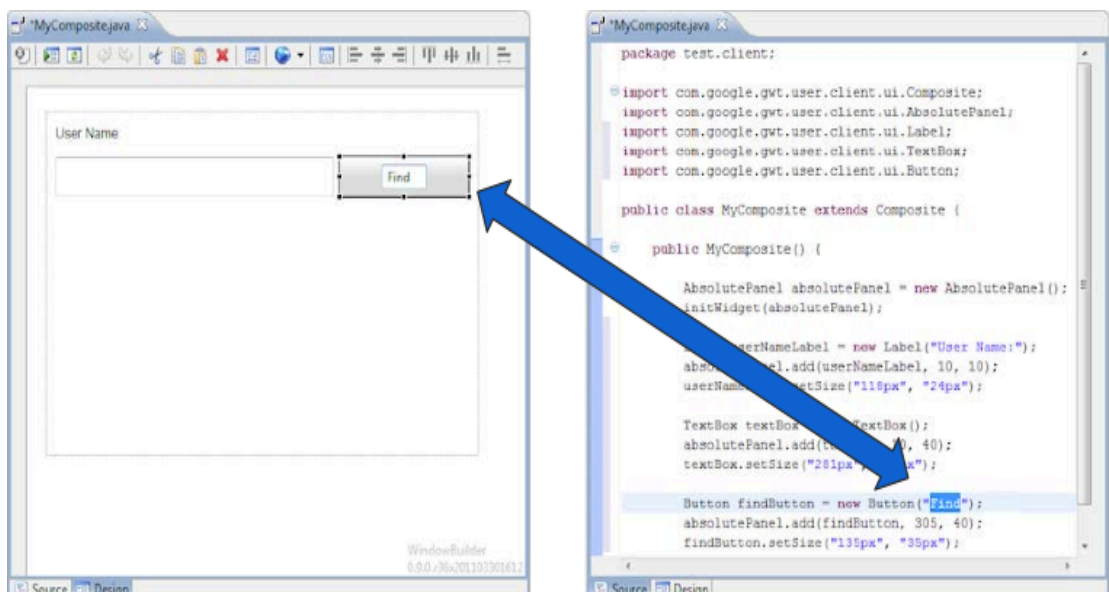 *MyComposite.java
User Name:
Find
WindowBuilder
Source Design
*MyComposite.java
package test.client;
import com.google.gwt.user.client.ui.Composite;
import com.google.gwt.user.client.ui.AbsolutePanel;
import com.google.gwt.user.client.ui.Label;
import com.google.gwt.user.client.ui.TextBox;
import com.google.gwt.user.client.ui.Button;
public class MyComposite extends Composite {
public MyComposite() {
AbsolutePanel absolutePanel = new AbsolutePanel();
initWidget(absolutePanel);
= new Label("User Name:");
.add(userNameLabel, 10, 10);
("118px", "24px");
TextBox textBox TextBox();
absolutePanel.add( 40);
textBox.setSize("281px",
Button findButton = new Button("Find");
absolutePanel.add(findButton, 305, 40);
findButton.setSize("135px", "35px");
Source Design